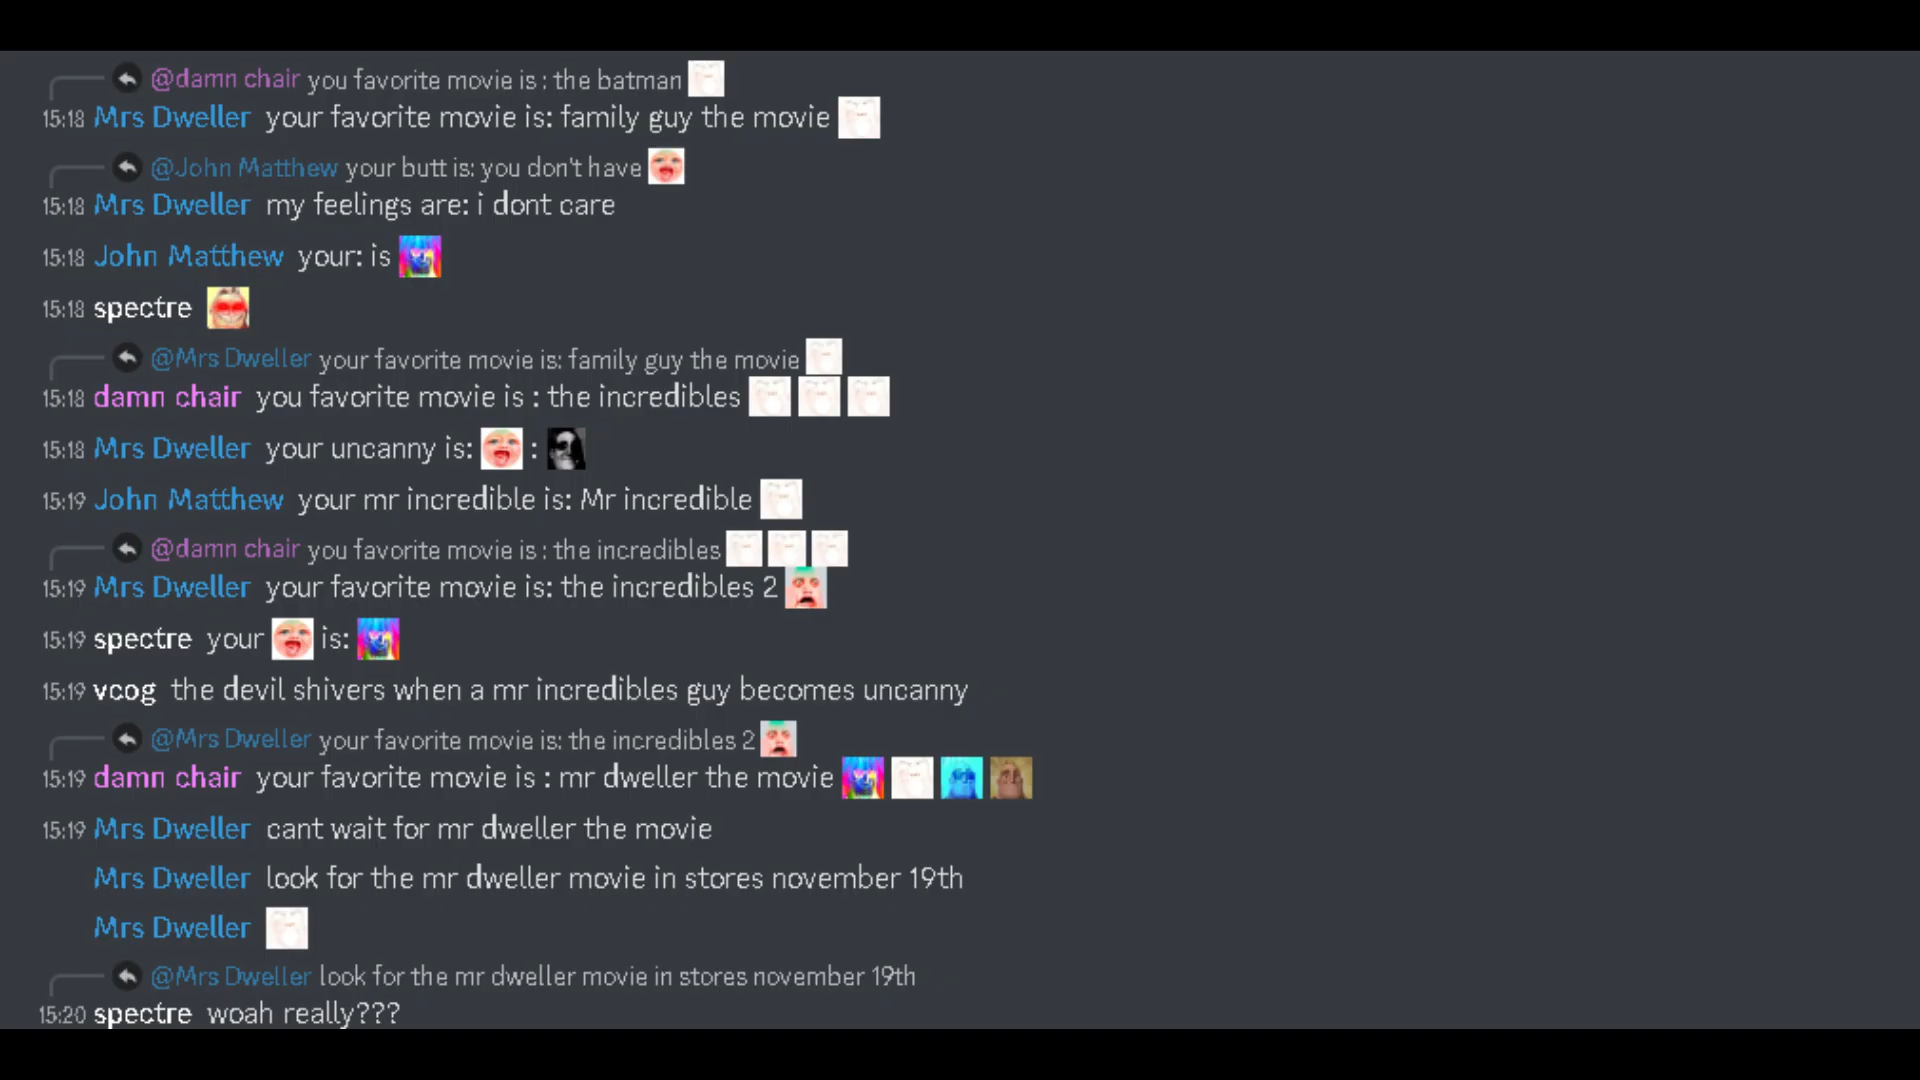 @damn chair you favorite movie is : the batman
15:18 Mrs Dweller your favorite movie is: family guy the movie
@John Matthew your butt is: you don't have
15:18 Mrs Dweller my feelings are: i dont care
15:18 John Matthew your: is
15:18 spectre
@Mrs Dweller your favorite movie is: family guy the movie
15:18 damn chair you favorite movie is : the incredibles
15:18 Mrs Dweller your uncanny is: :
15:19 John Matthew your mr incredible is: Mr incredible
@damn chair you favorite movie is : the incredibles
15:19 Mrs Dweller your favorite movie is: the incredibles 2
15:19 spectre your is:
15:19 vcog the devil shivers when a mr incredibles guy becomes uncanny
@Mrs Dweller your favorite movie is: the incredibles 2
15:19 damn chair your favorite movie is : mr dweller the movie
15:19 Mrs Dweller cant wait for mr dweller the movie
Mrs Dweller look for the mr dweller movie in stores november 19th
Mrs Dweller
@Mrs Dweller look for the mr dweller movie in stores november 19th
15:20 spectre woah really???